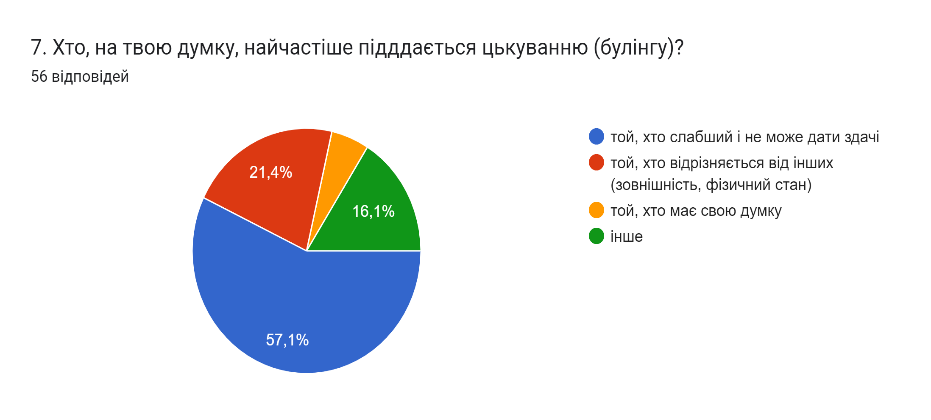 7. Хто, на твою думку, найчастіше підддається цькуванню (булінгу)?
56 відповідей
21,4%
16,1%
57,1%
той, хто слабший і не може дати здачі
той, хто відрізняється від інших
(зовнішність, фізичний стан)
той, хто має свою думку
інше